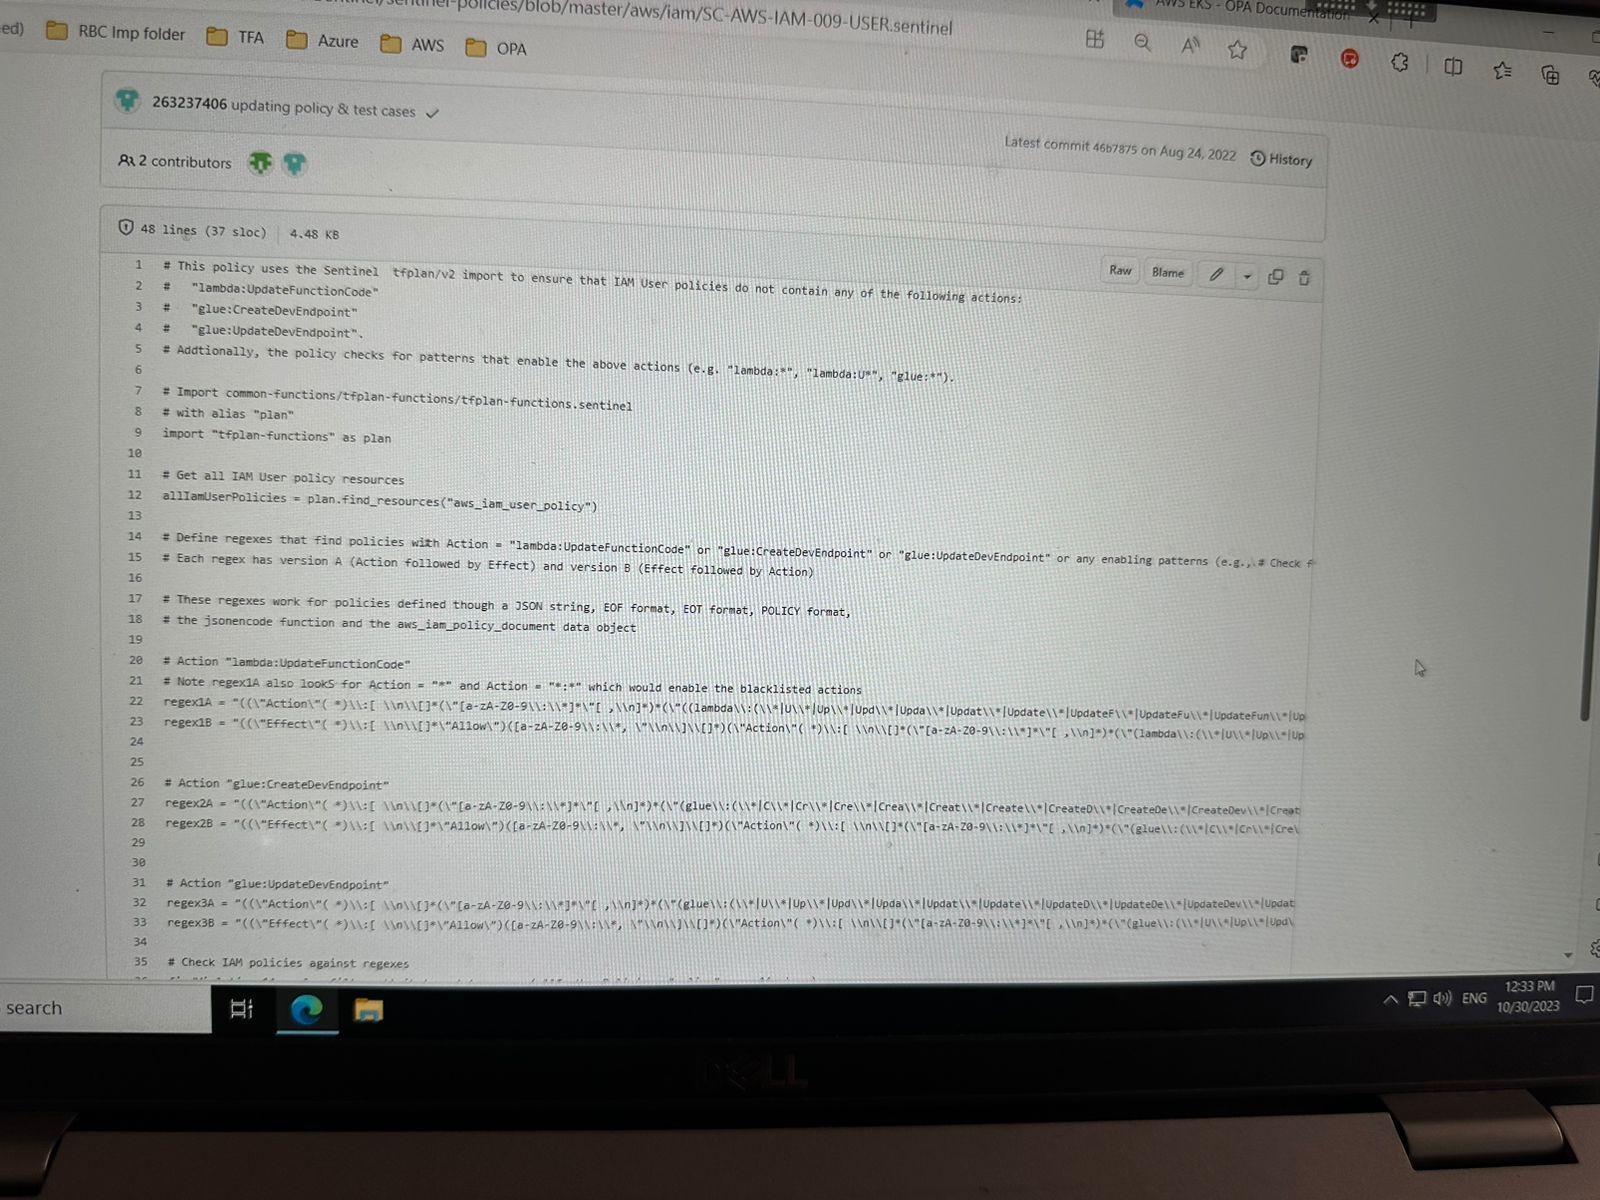 sentinel-policies/blob/master/aws/iam/SC-AWS-IAM-009-USER.sentinel
AWS EKS - OPA Documentation
ed)
RBC Imp folder
TFA
Azure
AWS
OPA
263237406 updating policy & test cases
Latest commit 46b7875 on Aug 24, 2022
History
2 contributors
48 lines (37 sloc)
4.48 KB
Raw
Blame
1 # This policy uses the Sentinel tfplan/v2 import to ensure that IAM User policies do not contain any of the following actions:
2 # "lambda:UpdateFunctionCode"
3 # "glue:CreateDevEndpoint"
4 # "glue:UpdateDevEndpoint".
5 # Addtionally, the policy checks for patterns that enable the above actions (e.g. "lambda:*", "lambda:U*", "glue:*").
6
7 # Import common-functions/tfplan-functions/tfplan-functions.sentinel
8 # with alias "plan"
9 import "tfplan-functions" as plan
10
11 # Get all IAM User policy resources
12 allIamUserPolicies = plan.find_resources("aws_iam_user_policy")
13
14 # Define regexes that find policies with Action = "lambda:UpdateFunctionCode" or "glue:CreateDevEndpoint" or "glue:UpdateDevEndpoint" or any enabling patterns (e.g., # Check f
15 # Each regex has version A (Action followed by Effect) and version B (Effect followed by Action)
16
17 # These regexes work for policies defined though a JSON string, EOF format, EOT format, POLICY format,
18 # the jsonencode function and the aws_iam_policy_document data object
19
20 # Action "lambda:UpdateFunctionCode"
21 # Note regex1A also lookS for Action = "*" and Action = "*:*" which would enable the blacklisted actions
22 regex1A = "((\"Action\"( *)\\:[ \\n\\[]*(\"[a-zA-Z0-9\\:\\*]*\"[ ,\\n]*)*(\"((lambda\\:(\\*|U\\*|Up\\*|Upd\\*|Upda\\*|Updat\\*|Update\\*|UpdateF\\*|UpdateFu\\*|UpdateFun\\*|Up
23 regex1B = "((\"Effect\"( *)\\:[ \\n\\[]*\"Allow\")([a-zA-Z0-9\\:\\*, \"\\n\\]\\[]*)(\"Action\"( *)\\:[ \\n\\[]*(\"[a-zA-Z0-9\\:\\*]*\"[ ,\\n]*)*(\"(lambda\\:(\\*|U\\*|Up\\*|Up
24
25
26 # Action "glue:CreateDevEndpoint"
27 regex2A = "((\"Action\"( *)\\:[ \\n\\[]*(\"[a-zA-Z0-9\\:\\*]*\"[ ,\\n]*)*(\"(glue\\:(\\*|C\\*|Cr\\*|Cre\\*|Crea\\*|Creat\\*|Create\\*|CreateD\\*|CreateDe\\*|CreateDev\\*|Creat
28 regex2B = "((\"Effect\"( *)\\:[ \\n\\[]*\"Allow\")([a-zA-Z0-9\\:\\*, \"\\n\\]\\[]*)(\"Action\"( *)\\:[ \\n\\[]*(\"[a-zA-Z0-9\\:\\*]*\"[ ,\\n]*)*(\"(glue\\:(\\*|C\\*|Cr\\*|Cre\
29
30
31 # Action "glue:UpdateDevEndpoint"
32 regex3A = "((\"Action\"( *)\\:[ \\n\\[]*(\"[a-zA-Z0-9\\:\\*]*\"[ ,\\n]*)*(\"(glue\\:(\\*|U\\*|Up\\*|Upd\\*|Upda\\*|Updat\\*|Update\\*|UpdateD\\*|UpdateDe\\*|UpdateDev\\*|Updat
33 regex3B = "((\"Effect\"( *)\\:[ \\n\\[]*\"Allow\")([a-zA-Z0-9\\:\\*, \"\\n\\]\\[]*)(\"Action\"( *)\\:[ \\n\\[]*(\"[a-zA-Z0-9\\:\\*]*\"[ ,\\n]*)*(\"(glue\\:(\\*|U\\*|Up\\*|Upd\
34
35 # Check IAM policies against regexes
search
ENG
12:33 PM
10/30/2023
DELL